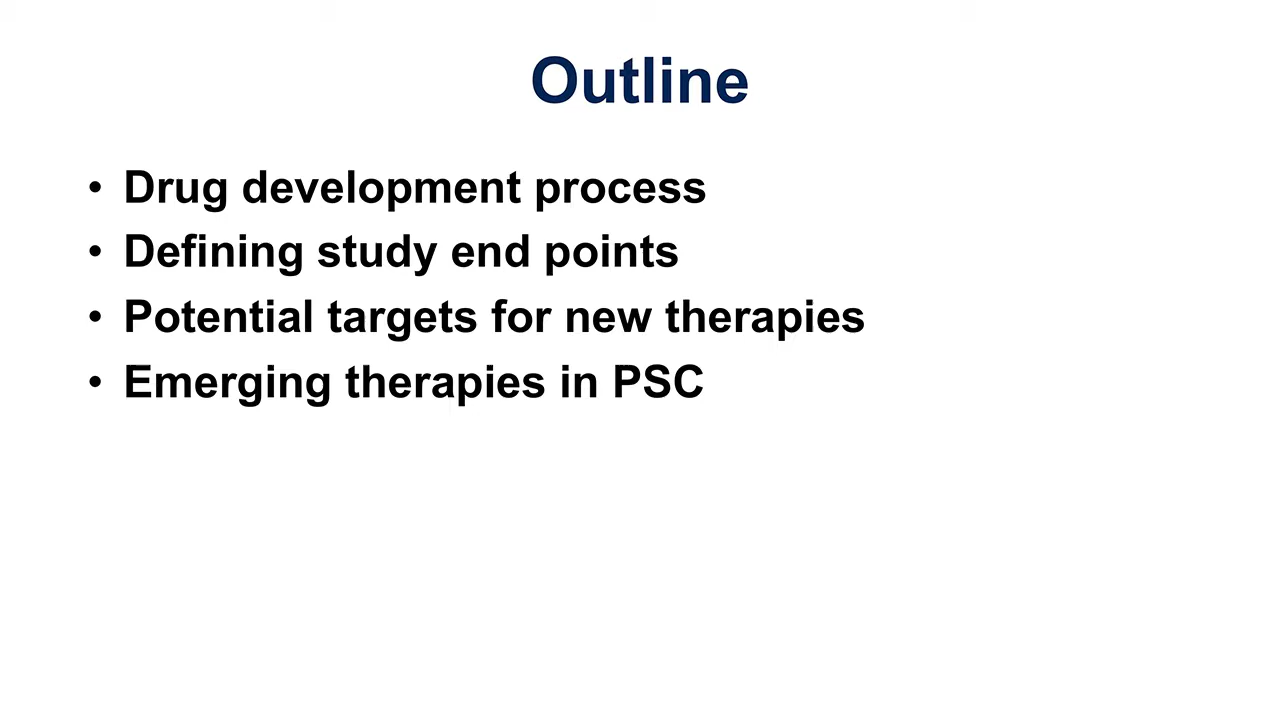 Outline
• Drug development process
• Defining study end points
• Potential targets for new therapies
• Emerging therapies in PSC